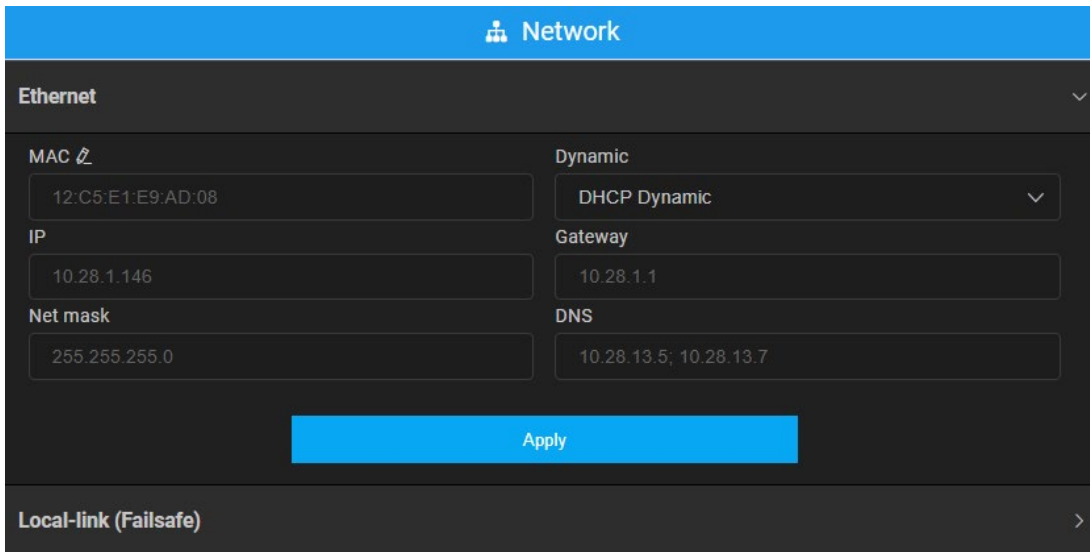 Network
Ethernet
MAC
Dynamic
12:C5:E1:E9:AD:08
DHCP Dynamic
IP
Gateway
10.28.1.146
10.28.1.1
Net mask
DNS
255.255.255.0
10.28.13.5; 10.28.13.7
Apply
Local-link (Failsafe)